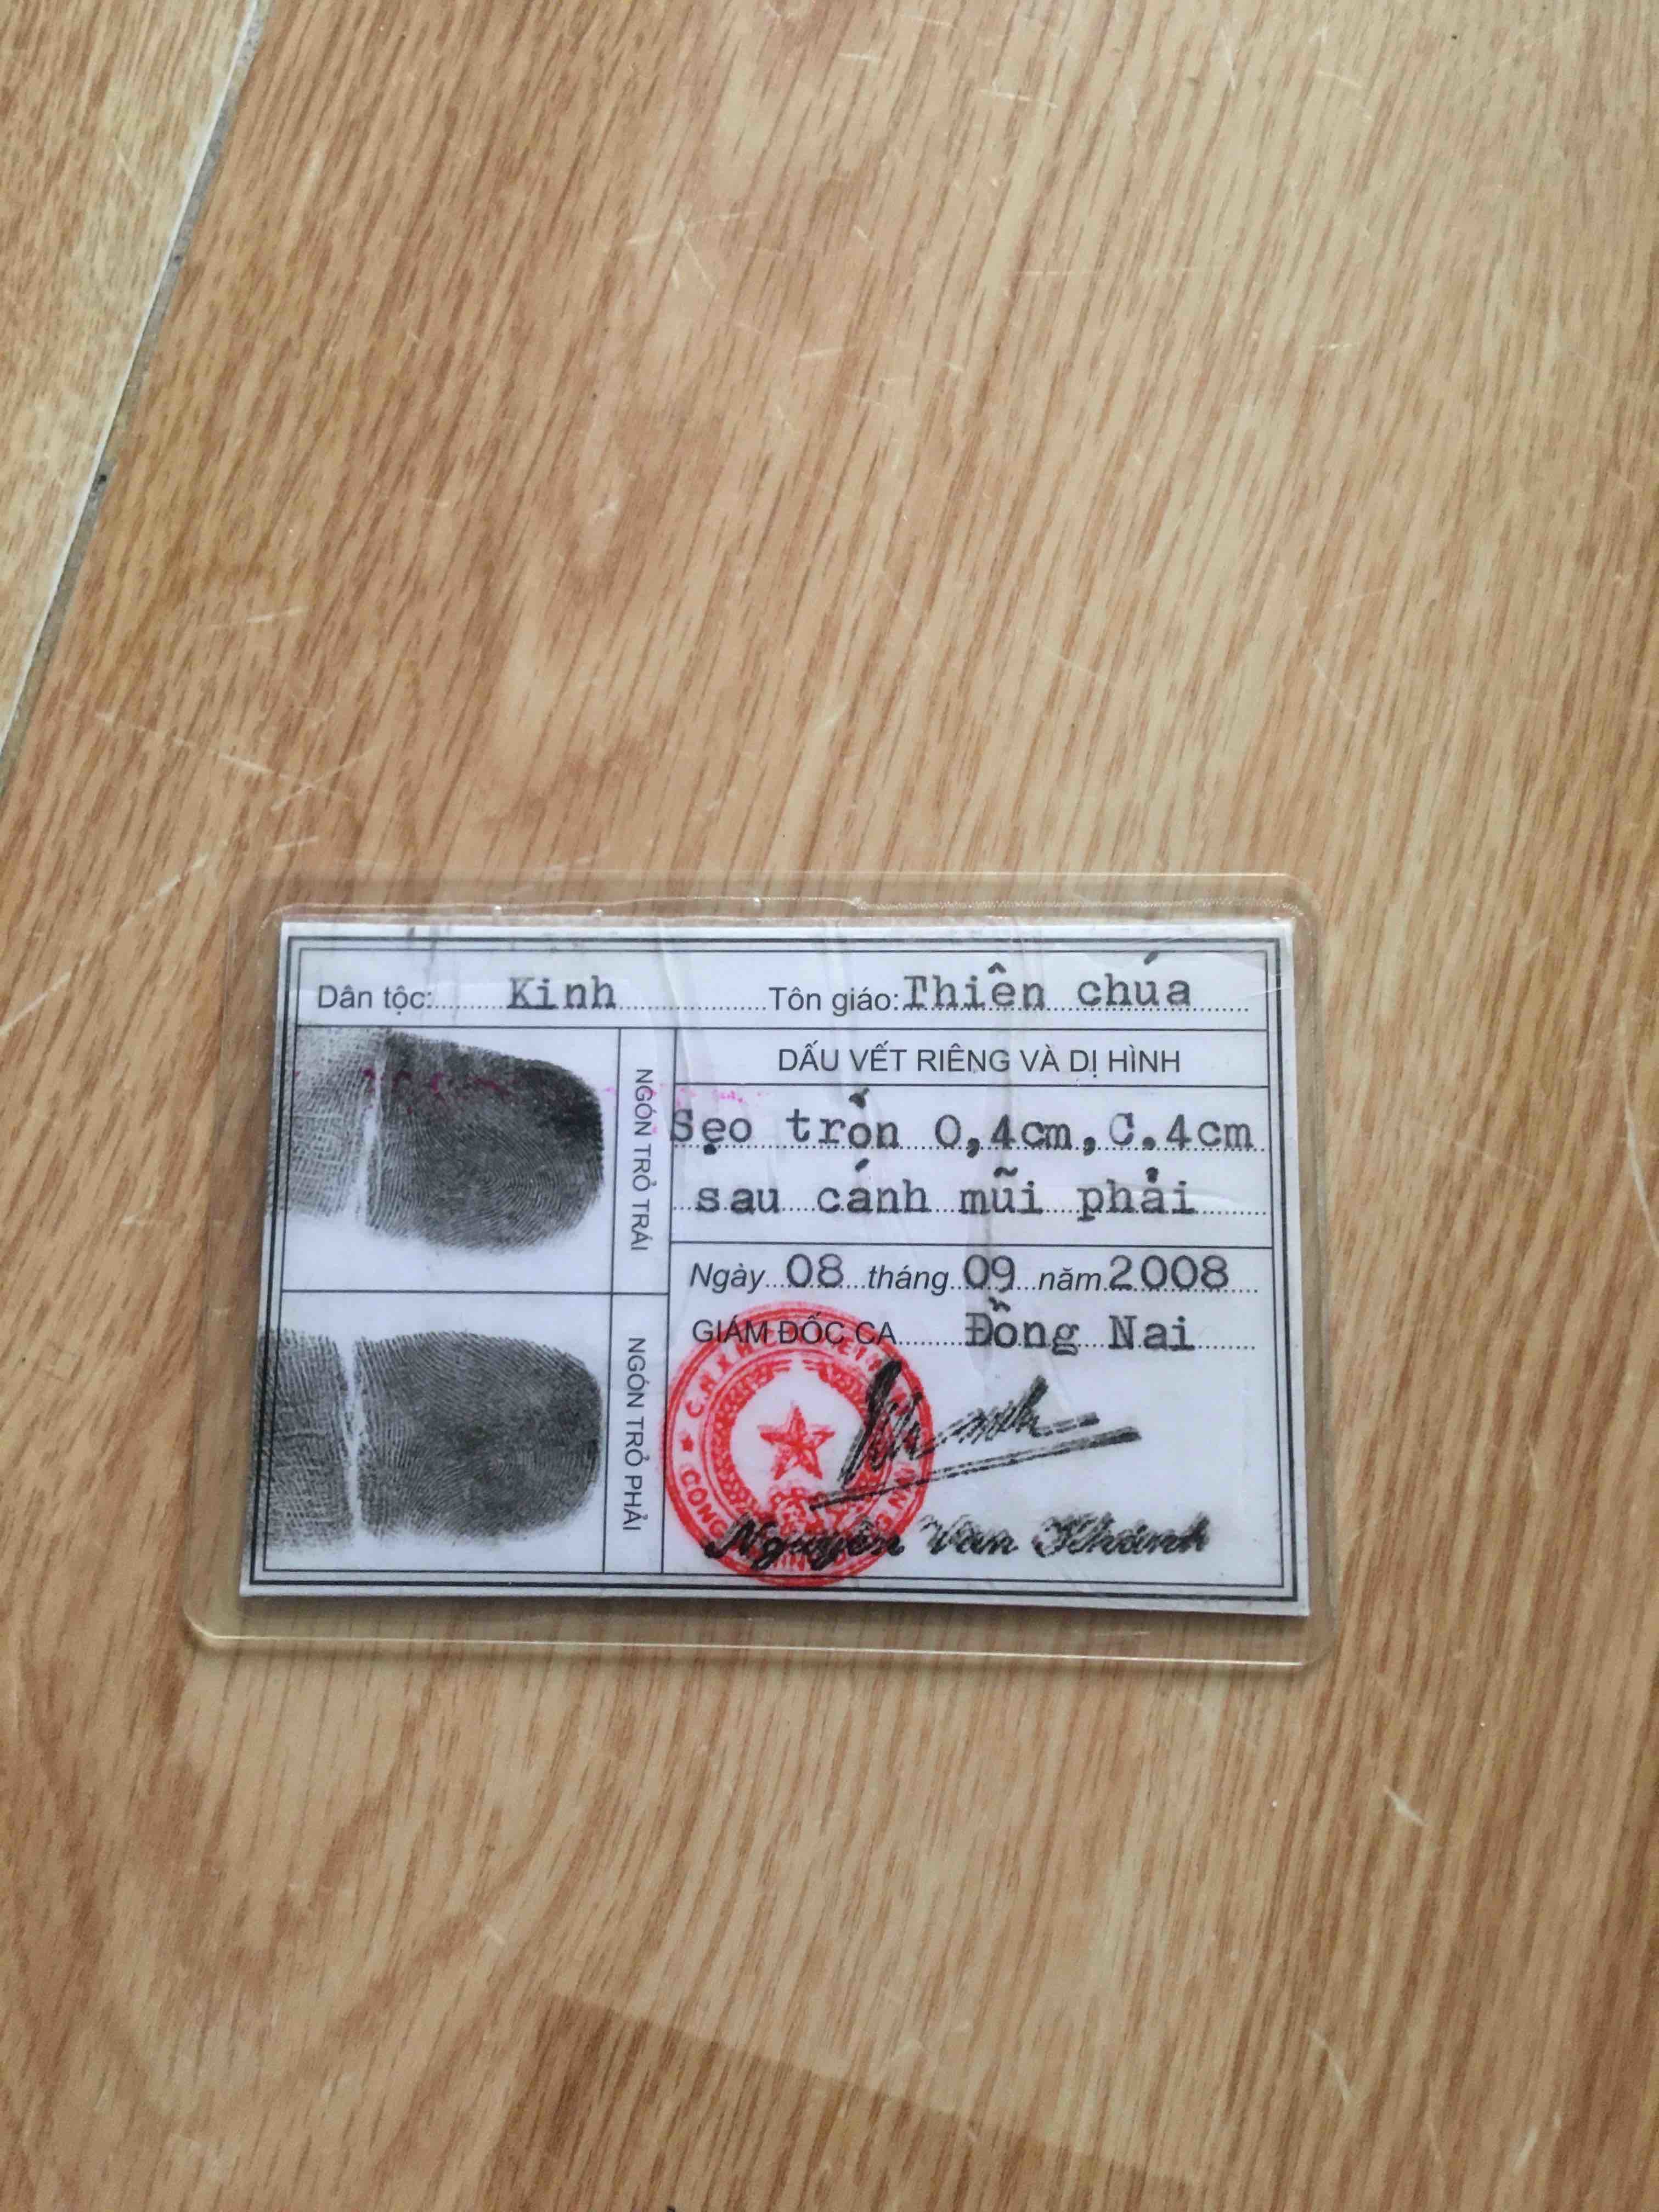 Dân tộc: Kinh Tôn giáo: Thiên chúa
NGÓN TRỎ TRÁI
DẤU VẾT RIÊNG VÀ DỊ HÌNH
Sẹo trổn 0,4cm, C.4cm
sau cánh mũi phải
Ngày 08 tháng 09 năm 2008
GIÁM ĐỐC CA Đồng Nai
NGÓN TRỎ PHẢI
Nguyễn Văn Khánh